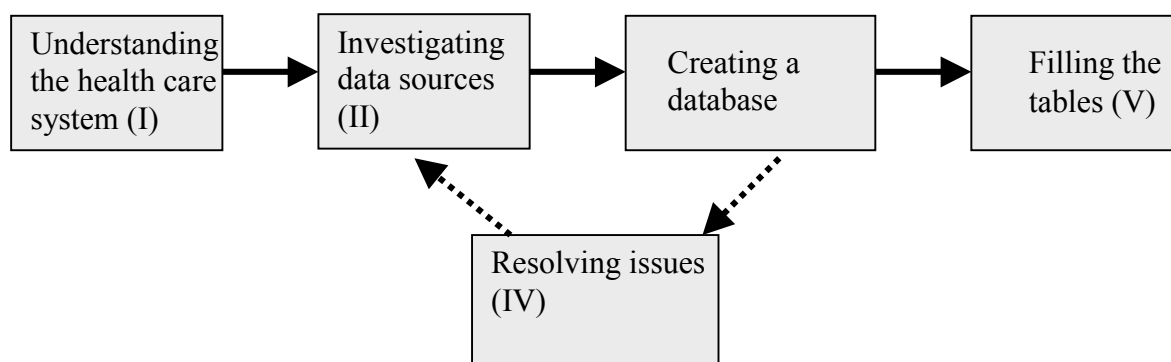 Understanding
the health care
system (I)
Investigating
data sources
(II)
Creating a
database
Filling the
tables (V)
Resolving issues
(IV)